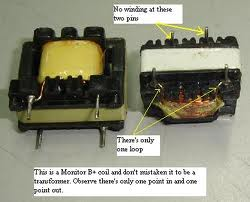 No winding at these
two pins
There's only
one loop
This is a Monitor B+ coil and don't mistaken it to be a
transformer. Observe there's only one point in and one
point out.